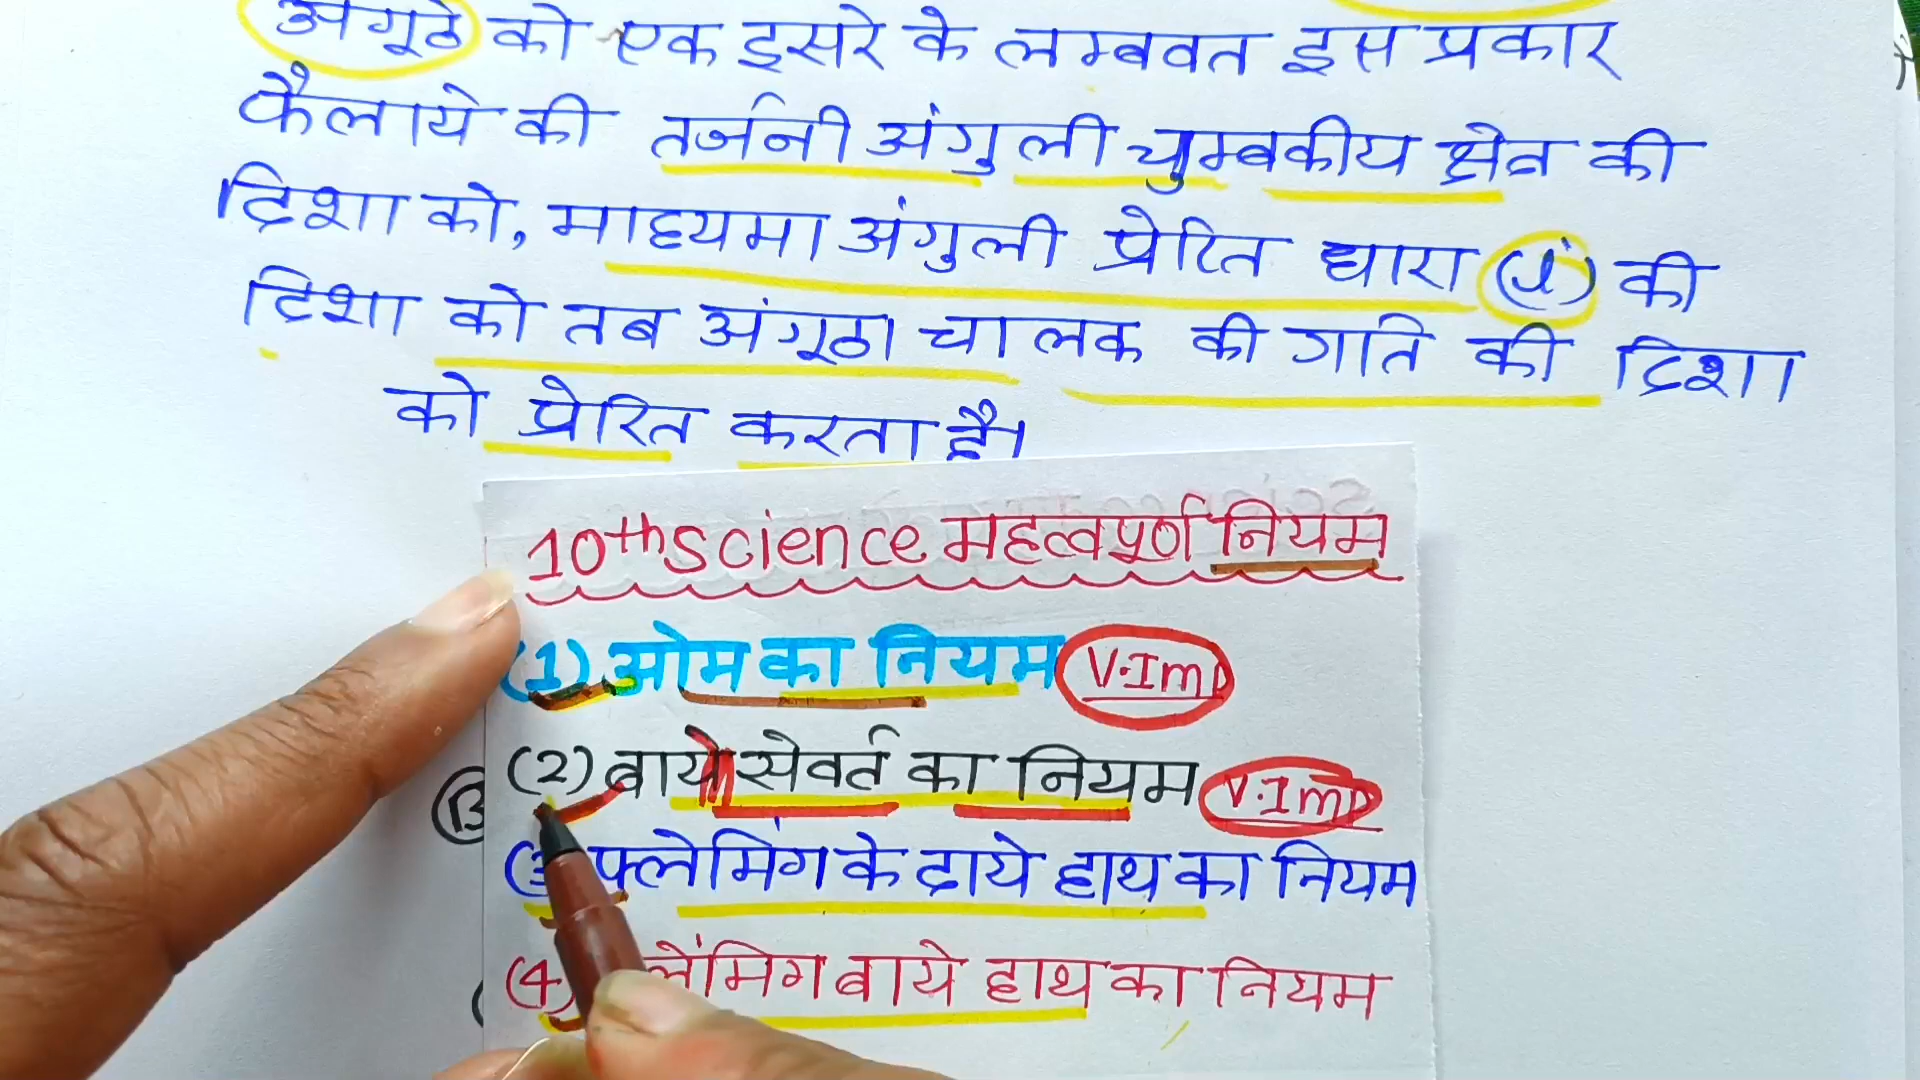 अंगूठे को एक दूसरे के लम्बवत इस प्रकार
फैलाये की तर्जनी अंगुली चुम्बकीय क्षेत्र की
दिशा को, माध्यमा अंगुली प्रेरित धारा (i) की
दिशा को तब अंगूठा चालक की गति की दिशा
को प्रेरित करता है।
10th science महत्वपूर्ण नियम
(1) ओम का नियम V.Imp
(2) बायो सेवर्त का नियम V.Imp
(3) फ्लेमिंग के दाये हाथ का नियम
(4) लेंमिग बाये हाथ का नियम
(B